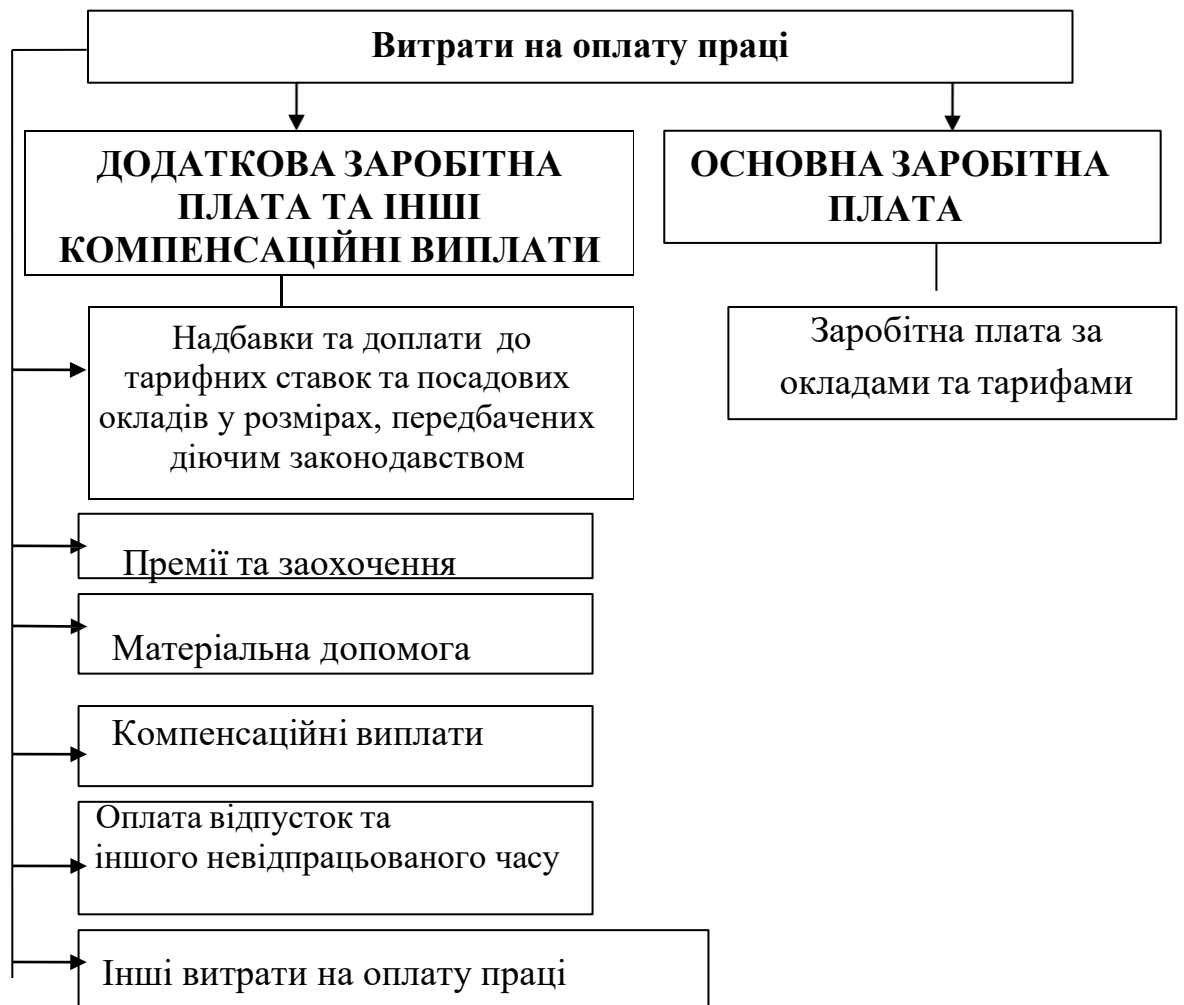 Витрати на оплату праці
ДОДАТКОВА ЗАРОБІТНА
ПЛАТА ТА ІНШІ
КОМПЕНСАЦІЙНІ ВИПЛАТИ
ОСНОВНА ЗАРОБІТНА
ПЛАТА
Надбавки та доплати до
тарифних ставок та посадових
окладів у розмірах, передбачених
діючим законодавством
Заробітна плата за
окладами та тарифами
Премії та заохочення
Матеріальна допомога
Компенсаційні виплати
Оплата відпусток та
іншого невідпрацьованого часу
Інші витрати на оплату праці